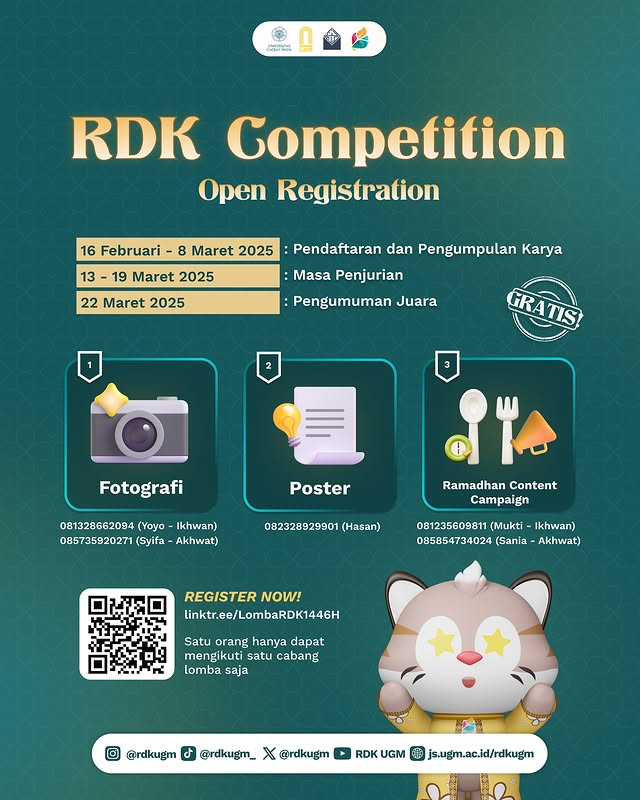 UNIVERSITAS
GADJAH MADA
RDK Competition
Open Registration
16 Februari - 8 Maret 2025 : Pendaftaran dan Pengumpulan Karya
13 - 19 Maret 2025 : Masa Penjurian
22 Maret 2025 : Pengumuman Juara
GRATIS!
1
Fotografi
081328662094 (Yoyo - Ikhwan)
085735920271 (Syifa - Akhwat)
2
Poster
082328929901 (Hasan)
3
Ramadhan Content
Campaign
081235609811 (Mukti - Ikhwan)
085854734024 (Sania - Akhwat)
REGISTER NOW!
linktr.ee/LombaRDK1446H
Satu orang hanya dapat
mengikuti satu cabang
lomba saja
@rdkugm @rdkugm_ @rdkugm RDK UGM js.ugm.ac.id/rdkugm